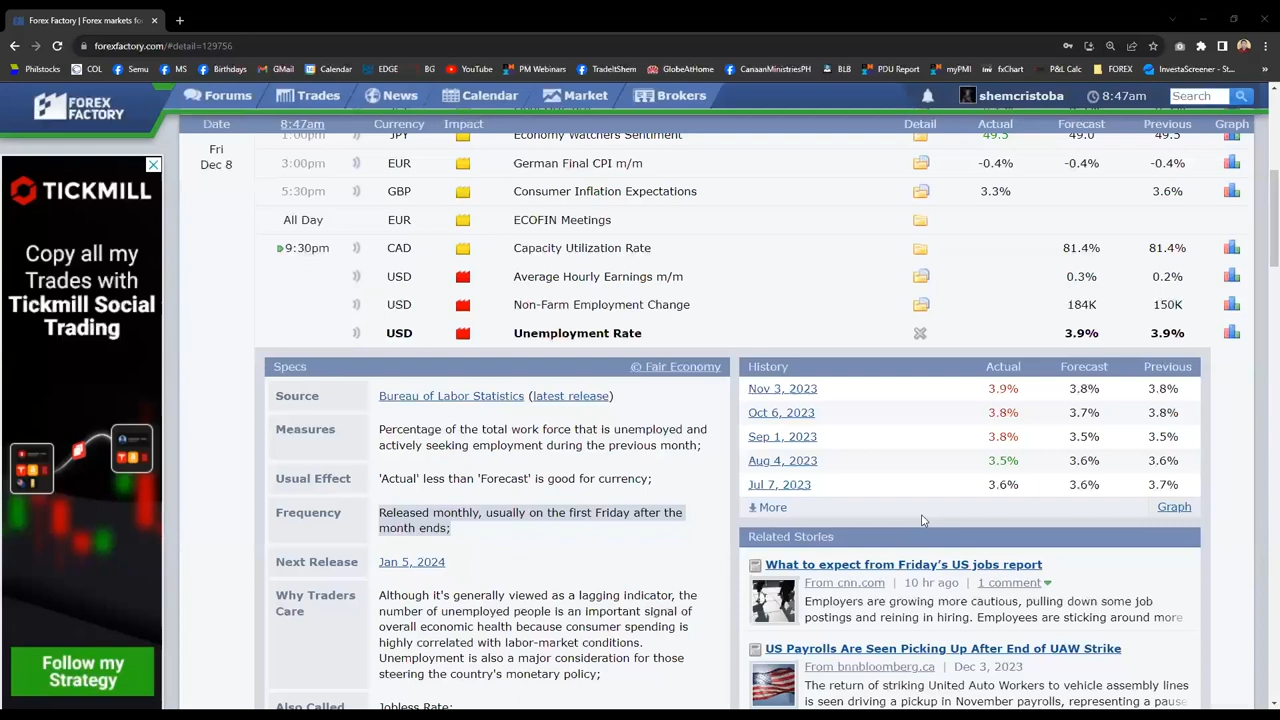 Forex Factory | Forex markets fo
forexfactory.com/#detail=129756
Philstocks COL Semu MS Birthdays GMail Calendar EDGE BG YouTube PM Webinars TradeItShem GlobeAtHome CanaanMinistriesPH BLB PDU Report myPMI fxChart P&L Calc FOREX InvestaScreener - St...
FOREX FACTORY
Forums Trades News Calendar Market Brokers shemcristoba 8:47am Search
Date 8:47am Currency Impact Detail Actual Forecast Previous Graph
1:00pm JPY Economy Watchers Sentiment 49.5 49.0 49.5
Fri
Dec 8
3:00pm EUR German Final CPI m/m -0.4% -0.4% -0.4%
5:30pm GBP Consumer Inflation Expectations 3.3% 3.6%
All Day EUR ECOFIN Meetings
9:30pm CAD Capacity Utilization Rate 81.4% 81.4%
USD Average Hourly Earnings m/m 0.3% 0.2%
USD Non-Farm Employment Change 184K 150K
USD Unemployment Rate 3.9% 3.9%
TICKMILL
Copy all my
Trades with
Tickmill Social
Trading
Follow my
Strategy
Specs © Fair Economy
Source Bureau of Labor Statistics (latest release)
Measures Percentage of the total work force that is unemployed and
actively seeking employment during the previous month;
Usual Effect 'Actual' less than 'Forecast' is good for currency;
Frequency Released monthly, usually on the first Friday after the
month ends;
Next Release Jan 5, 2024
Why Traders
Care
Although it's generally viewed as a lagging indicator, the
number of unemployed people is an important signal of
overall economic health because consumer spending is
highly correlated with labor-market conditions.
Unemployment is also a major consideration for those
steering the country's monetary policy;
Also Called Jobless Rate;
History Actual Forecast Previous
Nov 3, 2023 3.9% 3.8% 3.8%
Oct 6, 2023 3.8% 3.7% 3.8%
Sep 1, 2023 3.8% 3.5% 3.5%
Aug 4, 2023 3.5% 3.6% 3.6%
Jul 7, 2023 3.6% 3.6% 3.7%
More Graph
Related Stories
What to expect from Friday's US jobs report
From cnn.com | 10 hr ago | 1 comment
Employers are growing more cautious, pulling down some job
postings and reining in hiring. Employees are sticking around more
US Payrolls Are Seen Picking Up After End of UAW Strike
From bnnbloomberg.ca | Dec 3, 2023
The return of striking United Auto Workers to vehicle assembly lines
is seen driving a pickup in November payrolls, representing a pause